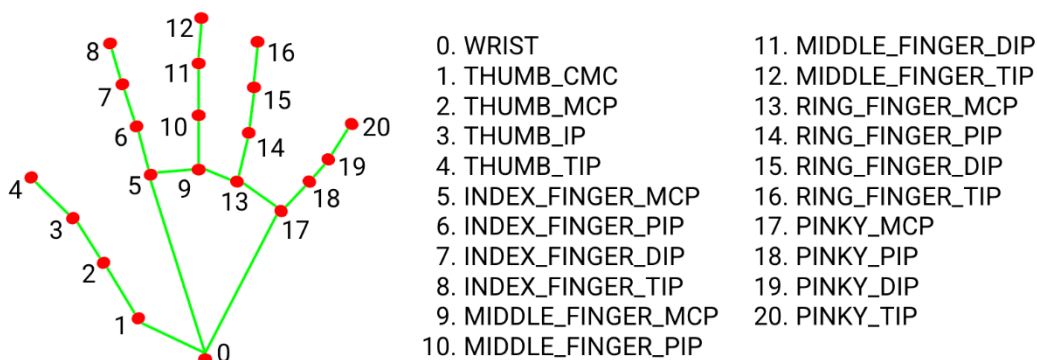 12
8
16
11
7
15
20
10
6
14
19
5
9
18
13
4
17
3
2
1
0
0. WRIST
1. THUMB_CMC
2. THUMB_MCP
3. THUMB_IP
4. THUMB_TIP
5. INDEX_FINGER_MCP
6. INDEX_FINGER_PIP
7. INDEX_FINGER_DIP
8. INDEX_FINGER_TIP
9. MIDDLE_FINGER_MCP
10. MIDDLE_FINGER_PIP
11. MIDDLE_FINGER_DIP
12. MIDDLE_FINGER_TIP
13. RING_FINGER_MCP
14. RING_FINGER_PIP
15. RING_FINGER_DIP
16. RING_FINGER_TIP
17. PINKY_MCP
18. PINKY_PIP
19. PINKY_DIP
20. PINKY_TIP